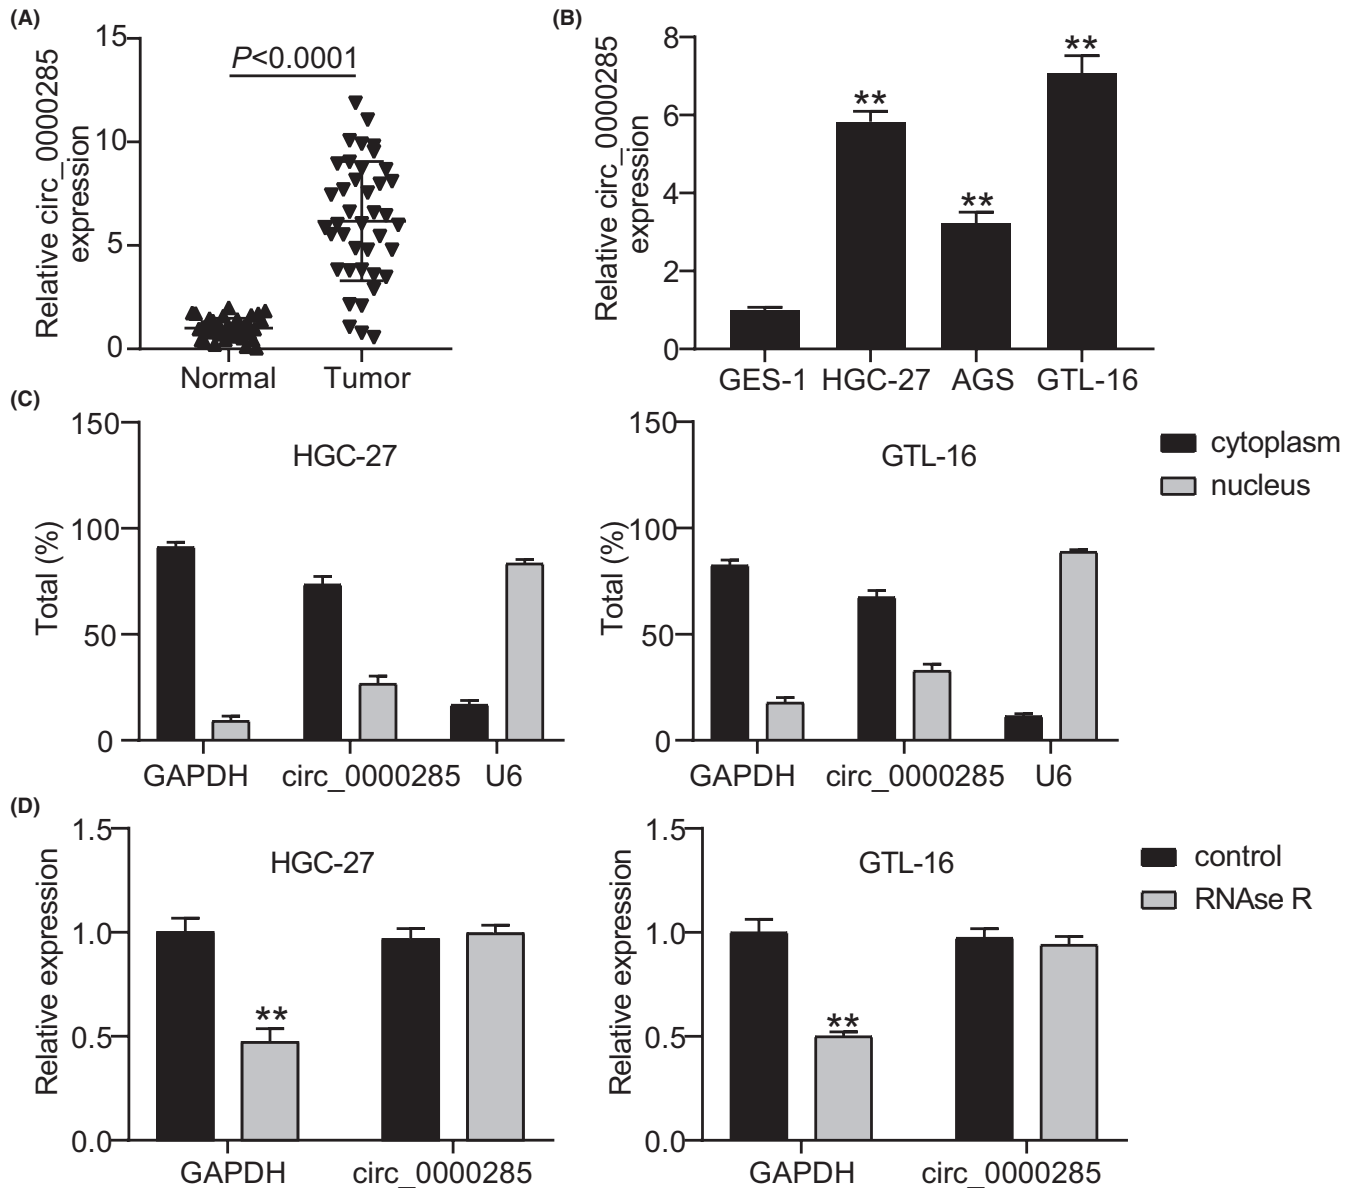 (A)
Relative circ_0000285
expression
15
10
5
0
P<0.0001
Normal Tumor
(B)
Relative circ_0000285
expression
8
6
4
2
0
**
**
**
GES-1 HGC-27 AGS GTL-16
(C)
Total (%)
150
100
50
0
HGC-27
GAPDH circ_0000285 U6
Total (%)
150
100
50
0
GTL-16
GAPDH circ_0000285 U6
cytoplasm
nucleus
(D)
Relative expression
1.5
1.0
0.5
0.0
HGC-27
**
GAPDH circ_0000285
Relative expression
1.5
1.0
0.5
0.0
GTL-16
**
GAPDH circ_0000285
control
RNAse R